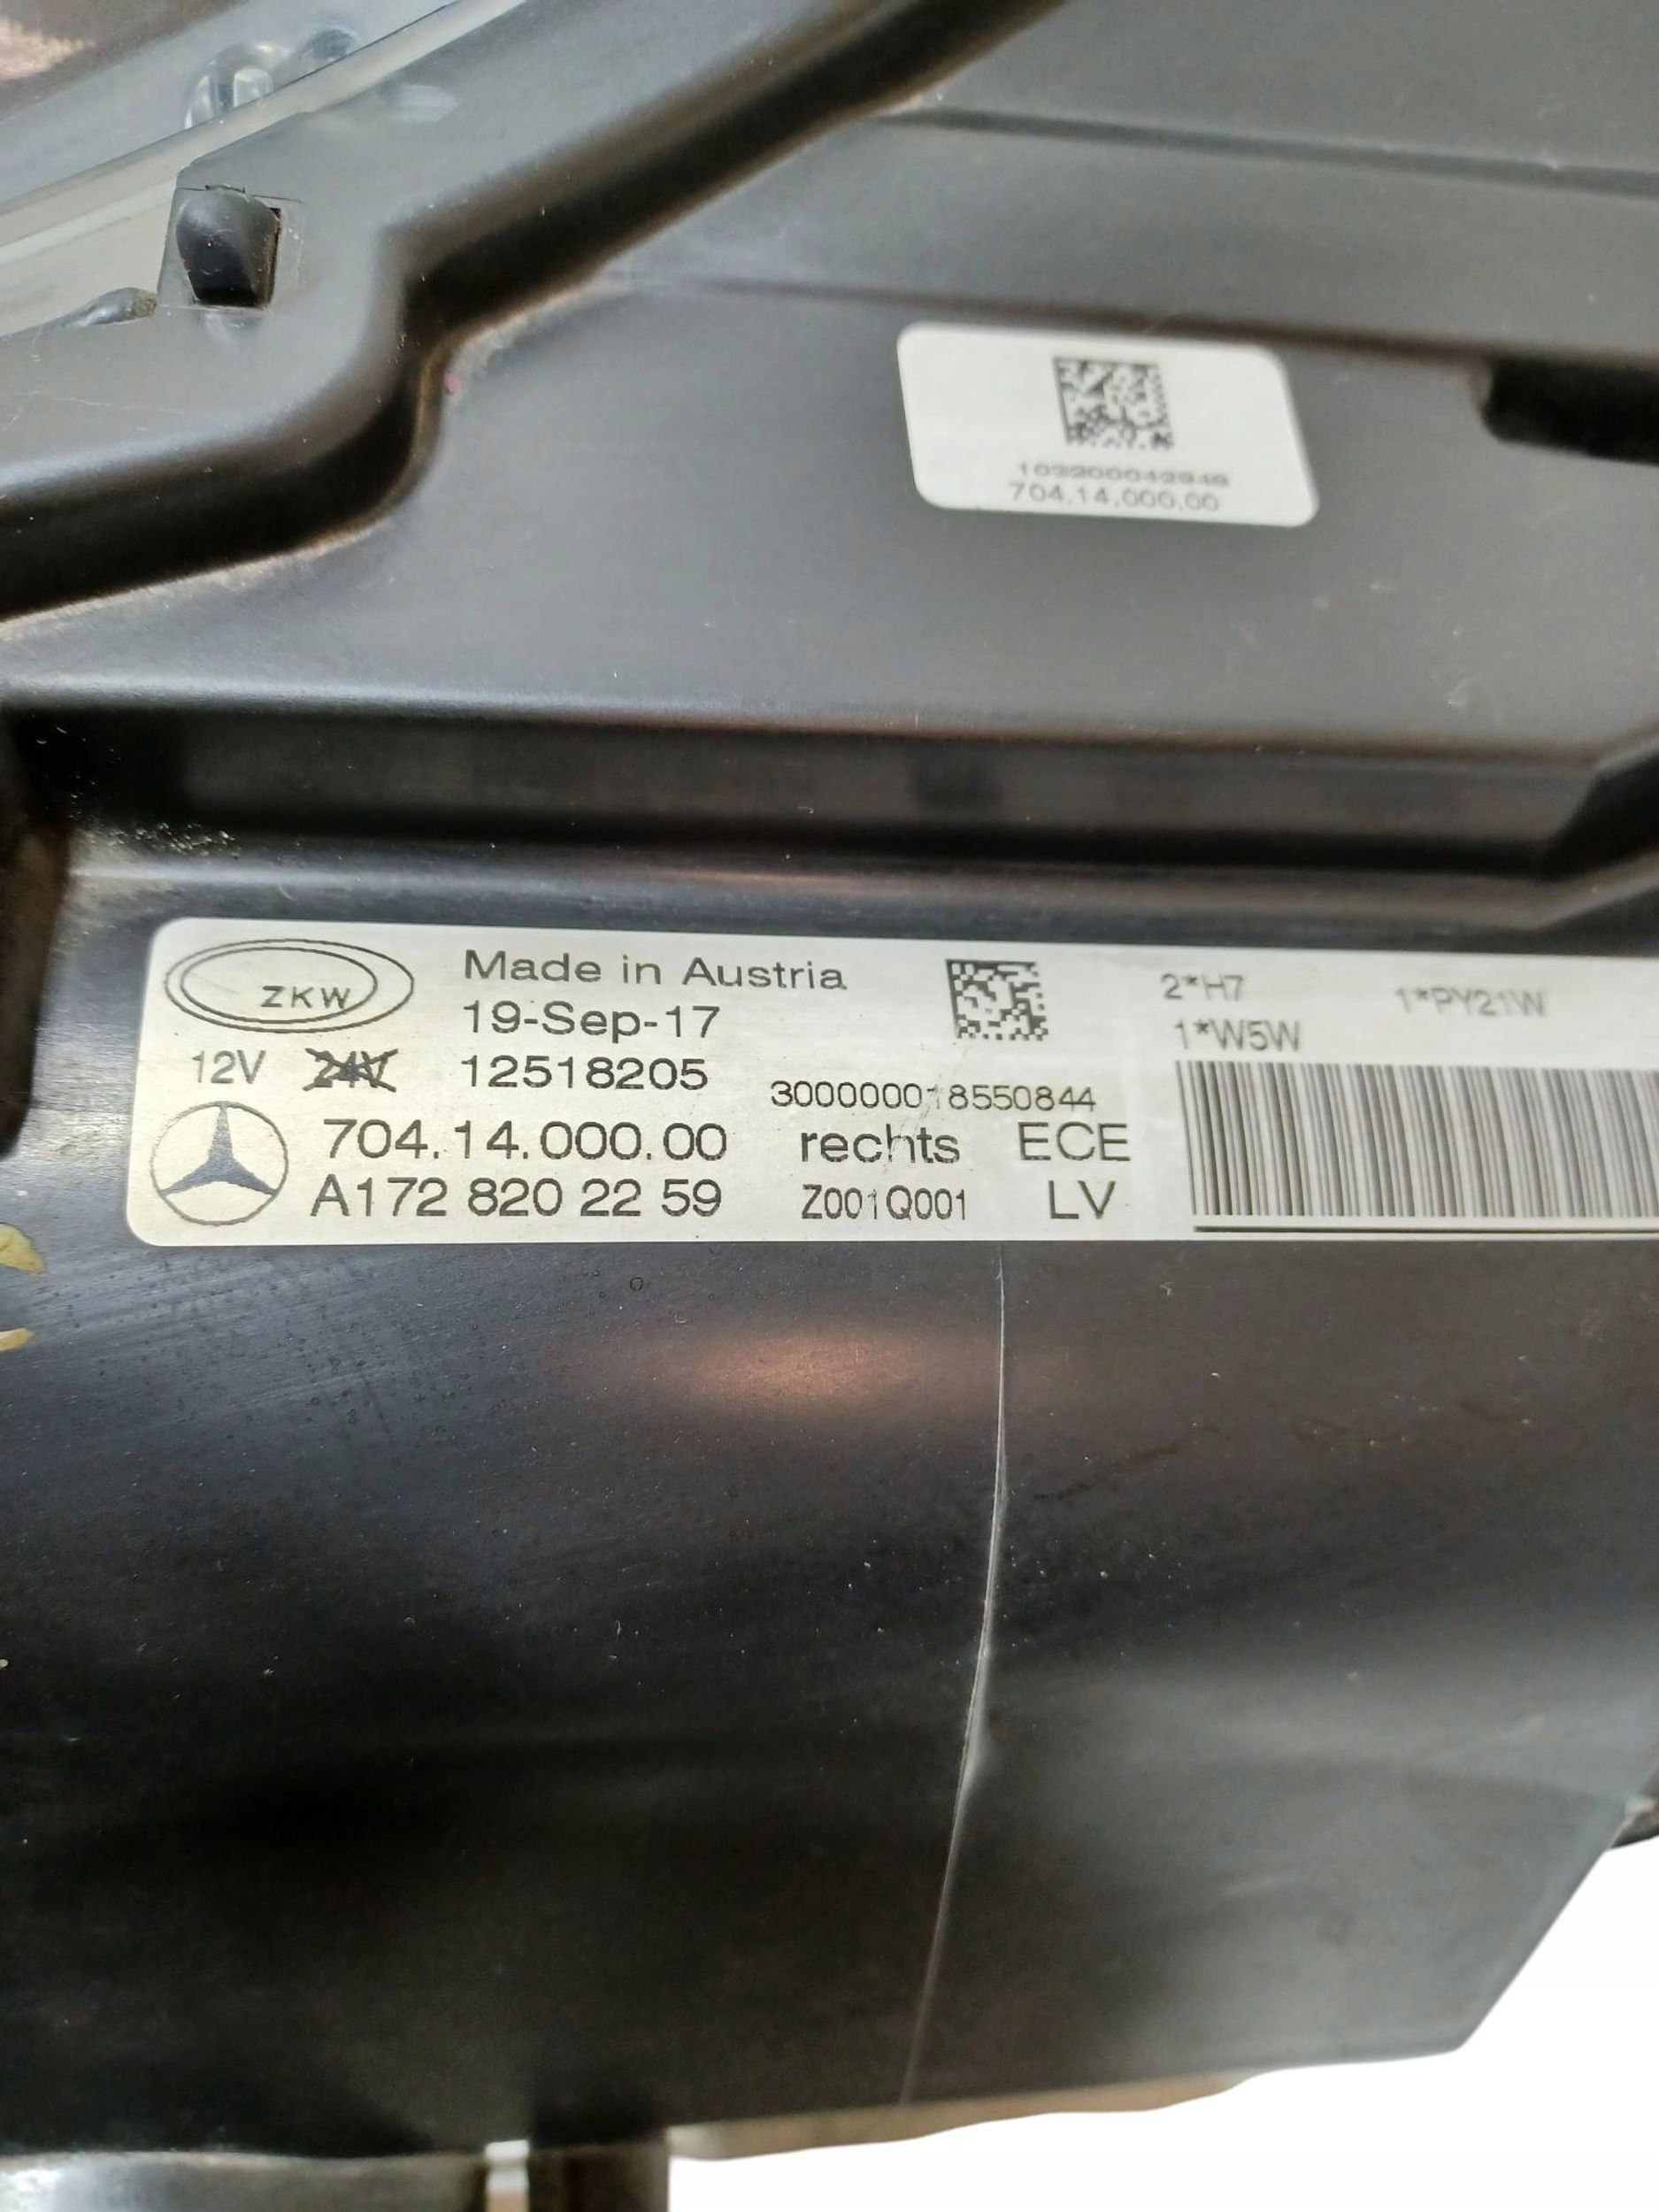 704.14.000.00
ZKW
Made in Austria
19-Sep-17
12V 24V 12518205
300000018550844
704.14.000.00 rechts ECE
A172 820 22 59 Z001Q001 LV
2*H7 1*PY21W
1*W5W